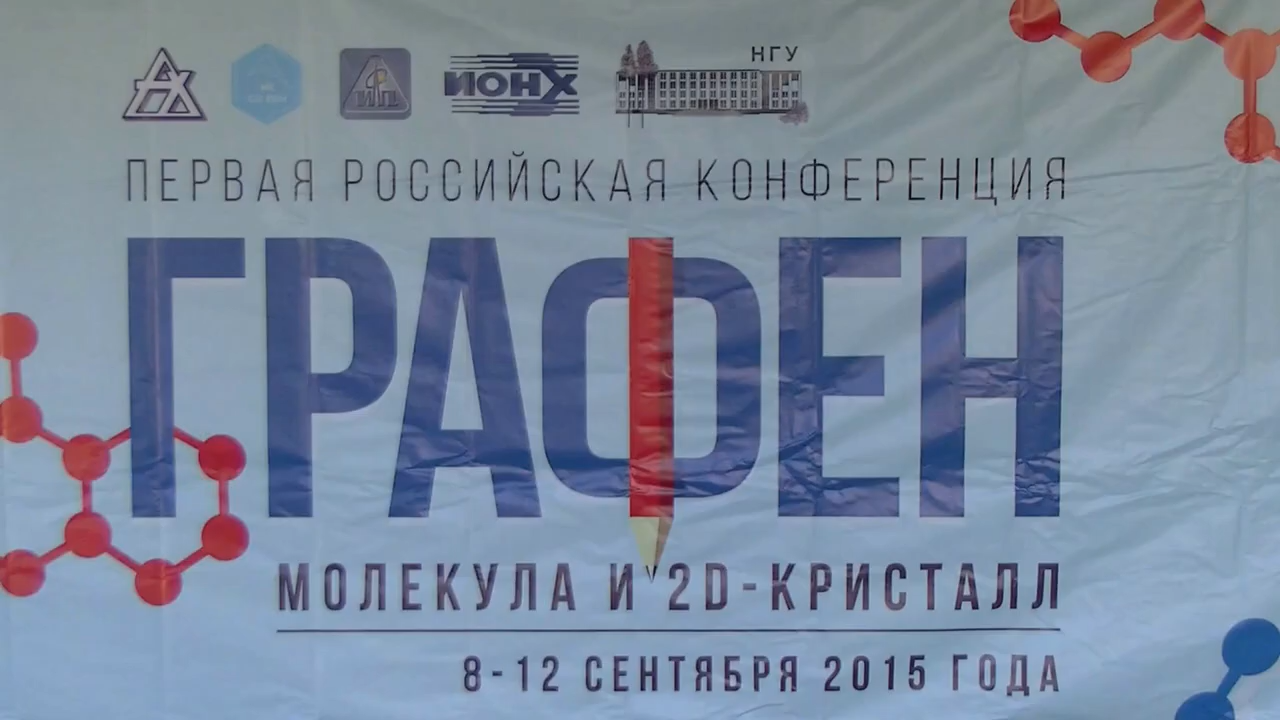 ИОНХ
НГУ
ПЕРВАЯ РОССИЙСКАЯ КОНФЕРЕНЦИЯ
ГРАФЕН
МОЛЕКУЛА И 2D-КРИСТАЛЛ
8-12 СЕНТЯБРЯ 2015 ГОДА